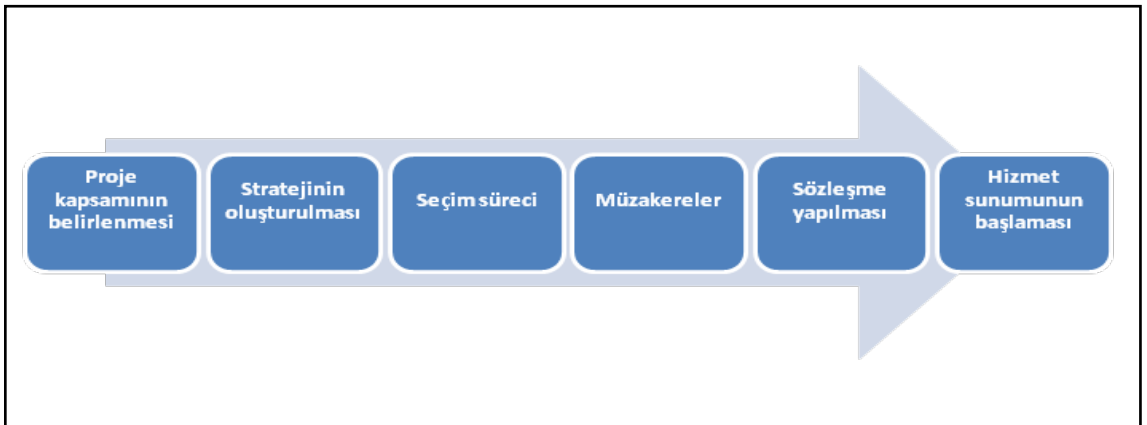 Proje
kapsamının
belirlenmesi
Stratejinin
oluşturulması
Seçim süreci
Müzakereler
Sözleşme
yapılması
Hizmet
sunumunun
başlaması